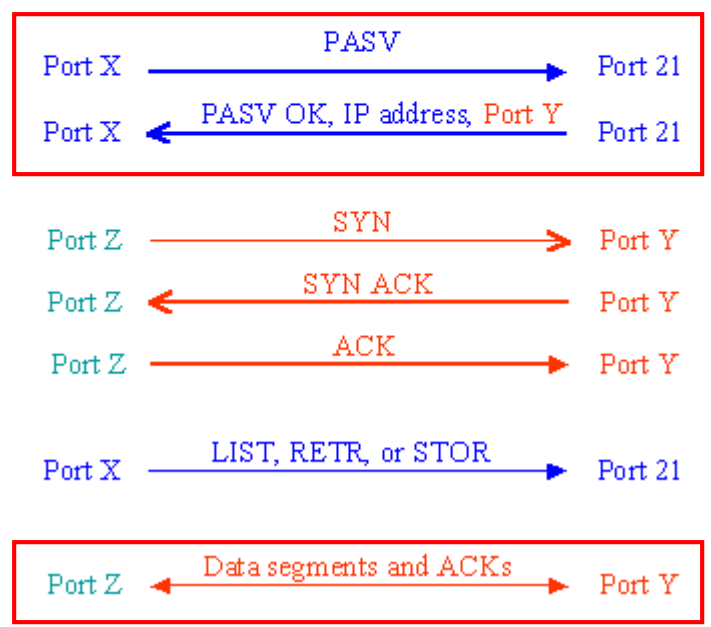 PASV
Port X Port 21
PASV OK, IP address, Port Y
Port X Port 21
SYN
Port Z Port Y
SYN ACK
Port Z Port Y
ACK
Port Z Port Y
LIST, RETR, or STOR
Port X Port 21
Data segments and ACKs
Port Z Port Y